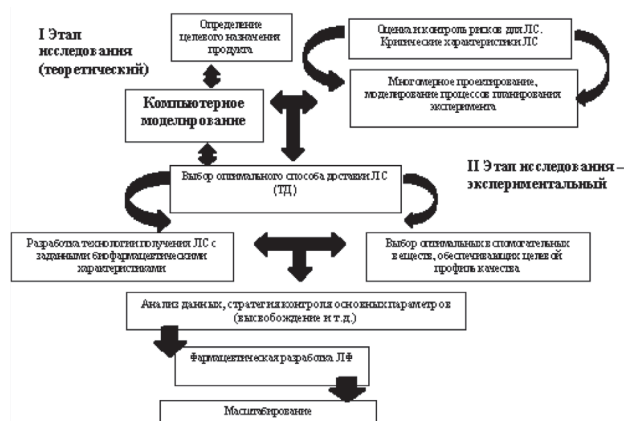 I Этап
исследования
(теоретический)
Определение
целевого назначения
продукта
Оценка и контроль рисков для ЛС.
Критические характеристики ЛС
Многомерное проектирование,
моделирование процессов планирования
эксперимента
Компьютерное
моделирование
Выбор оптимального способа доставки ЛС
(ТД)
II Этап исследования –
экспериментальный
Разработка технологии получения ЛС с
заданными биофармацевтическими
характеристиками
Выбор оптимальных вспомогательных
веществ, обеспечивающих целевой
профиль качества
Анализ данных, стратегия контроля основных параметров
(высвобождение и т.д.)
Фармацевтическая разработка ЛФ
Масштабирование